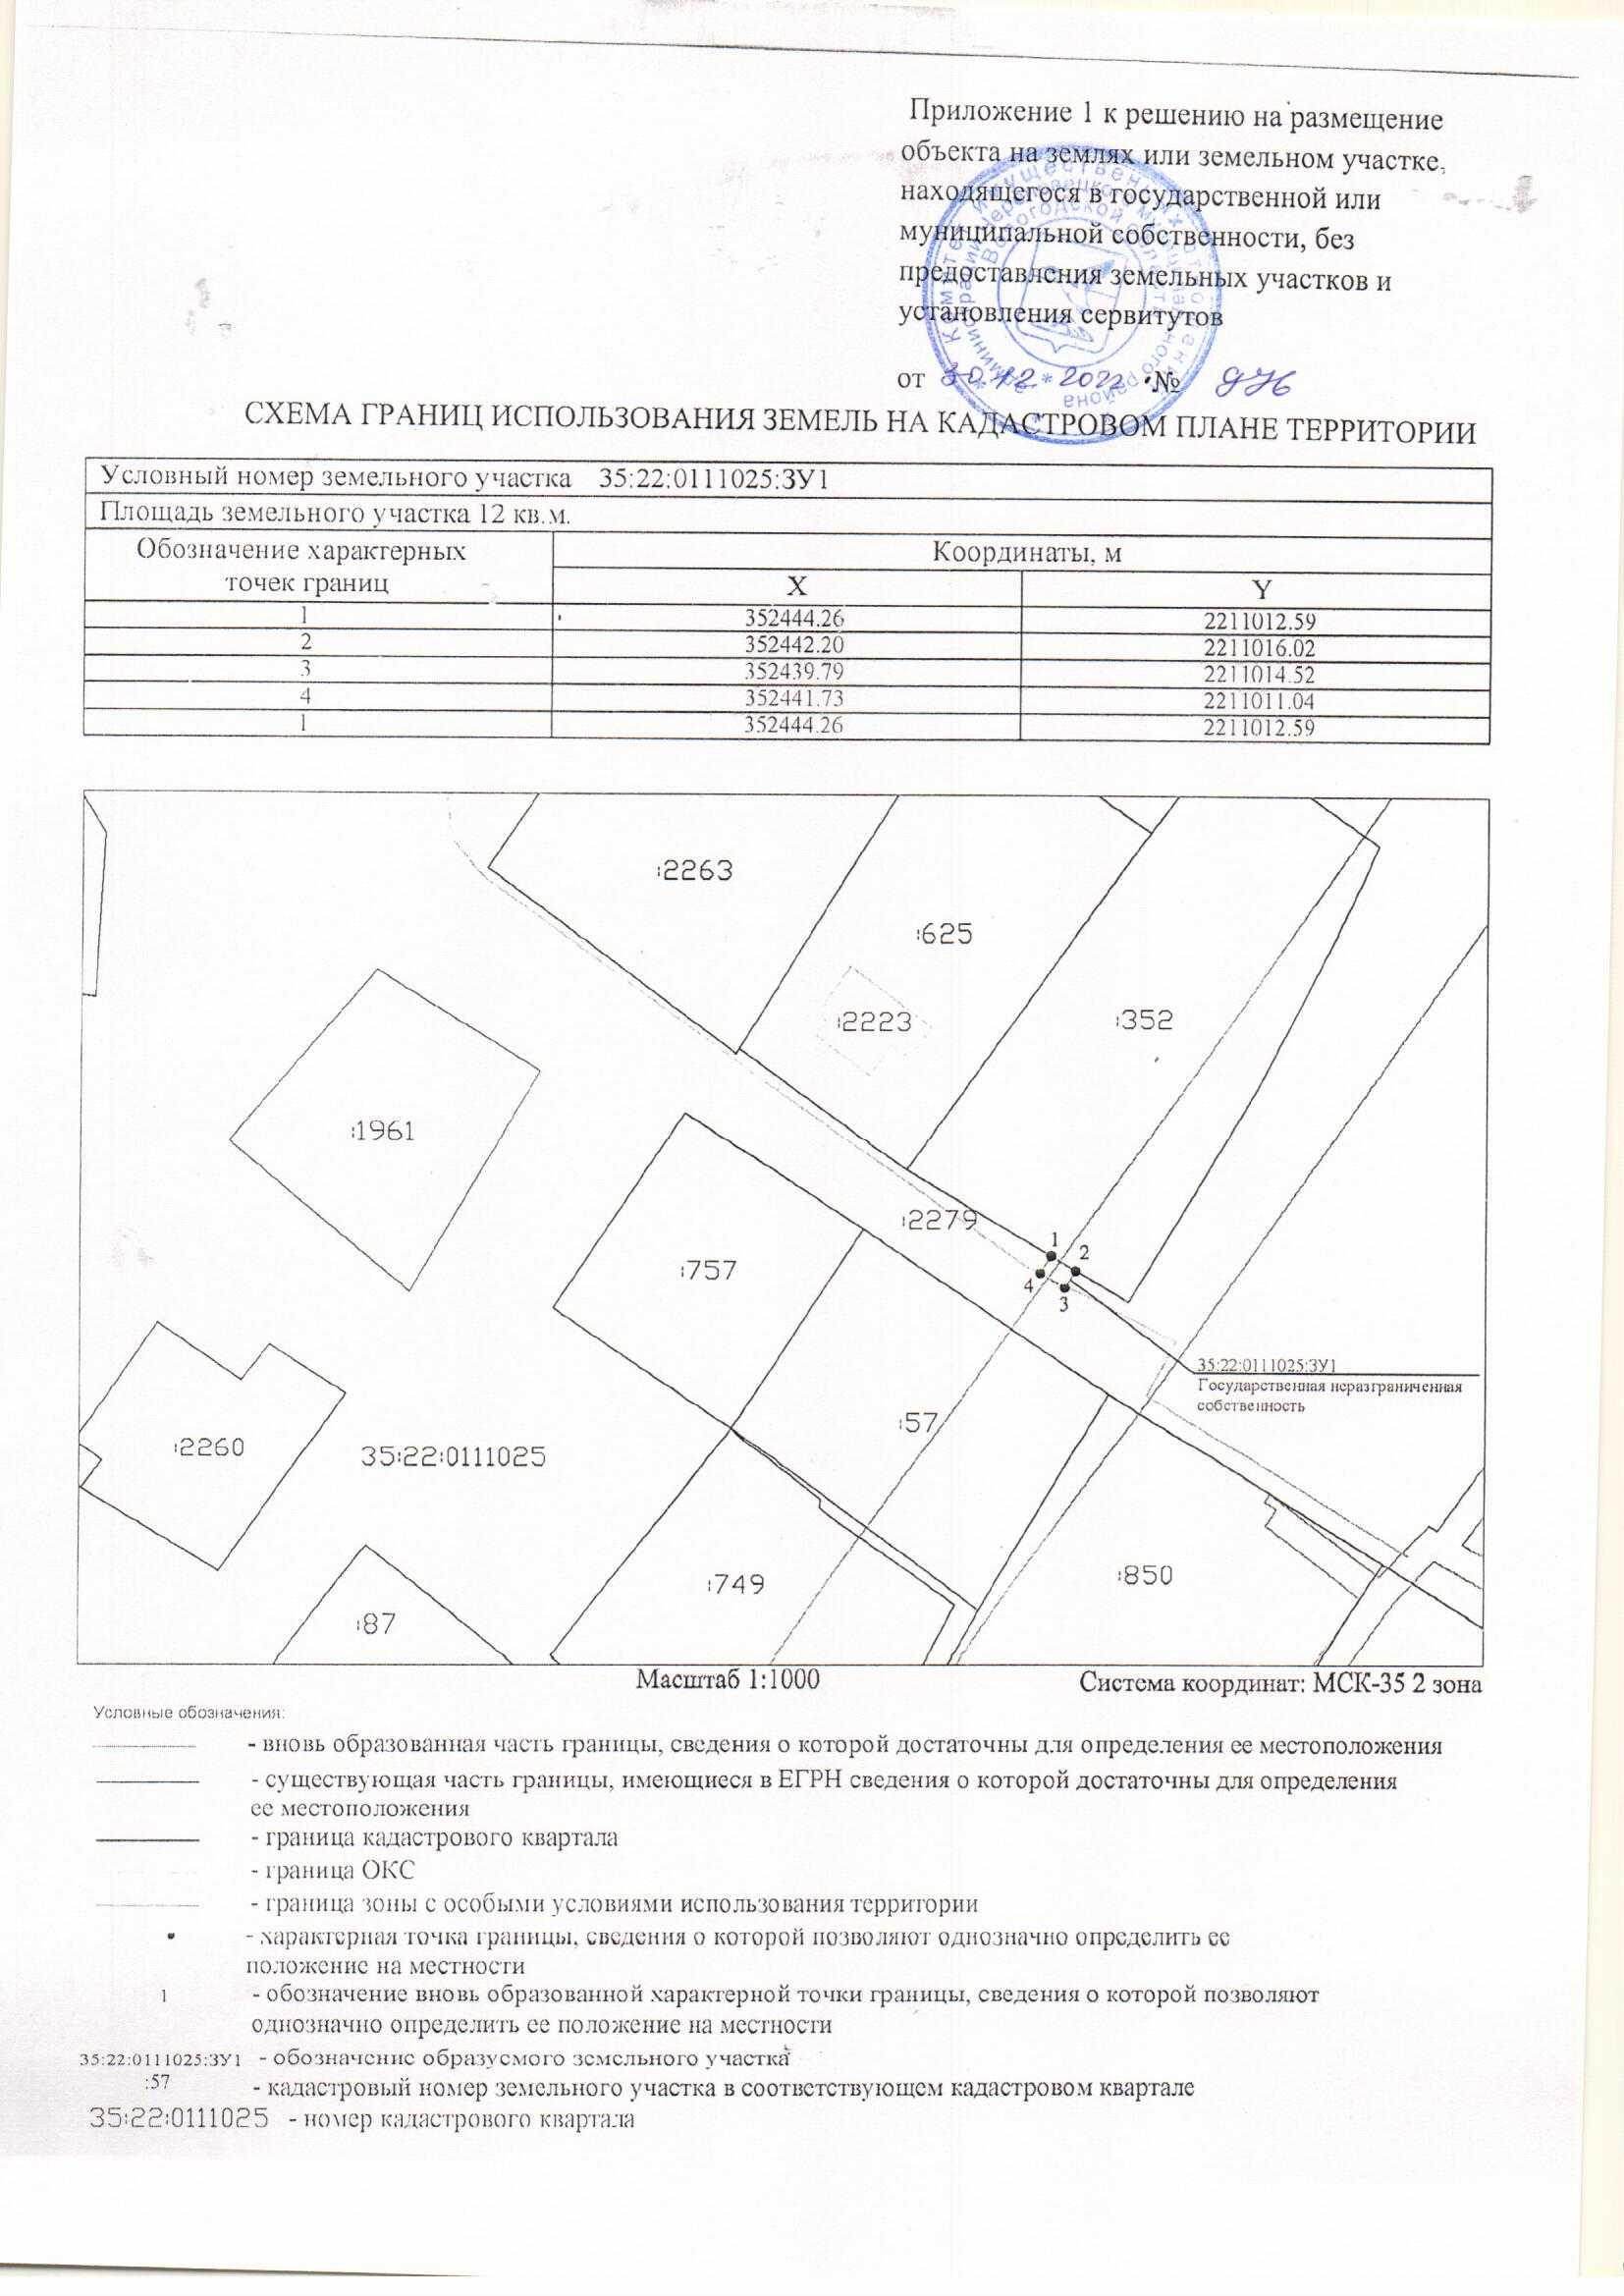 Приложение 1 к решению на размещение
объекта на землях или земельном участке,
находящегося в государственной или
муниципальной собственности, без
предоставления земельных участков и
установления сервитутов
от 30.12.2022 №
СХЕМА ГРАНИЦ ИСПОЛЬЗОВАНИЯ ЗЕМЕЛЬ НА КАДАСТРОВОМ ПЛАНЕ ТЕРРИТОРИИ
Условный номер земельного участка 35:22:0111025:ЗУ1
Площадь земельного участка 12 кв.м.
Обозначение характерных точек границ
Координаты, м
X Y
1 352444.26 2211012.59
2 352442.20 2211016.02
3 352439.79 2211014.52
4 352441.73 2211011.04
1 352444.26 2211012.59
:2263
:625
:2223
:352
:1961
:2279
:757
1
2
4
3
35:22:0111025:ЗУ1
Государственная неразграниченная
собственность
:57
:2260
35:22:0111025
:749
:850
:87
Масштаб 1:1000 Система координат: МСК-35 2 зона
Условные обозначения:
- вновь образованная часть границы, сведения о которой достаточны для определения ее местоположения
- существующая часть границы, имеющиеся в ЕГРН сведения о которой достаточны для определения
ее местоположения
- граница кадастрового квартала
- граница ОКС
- граница зоны с особыми условиями использования территории
- характерная точка границы, сведения о которой позволяют однозначно определить ее
положение на местности
1 - обозначение вновь образованной характерной точки границы, сведения о которой позволяют
однозначно определить ее положение на местности
35:22:0111025:ЗУ1 - обозначение образуемого земельного участка
:57 - кадастровый номер земельного участка в соответствующем кадастровом квартале
35:22:0111025 - номер кадастрового квартала